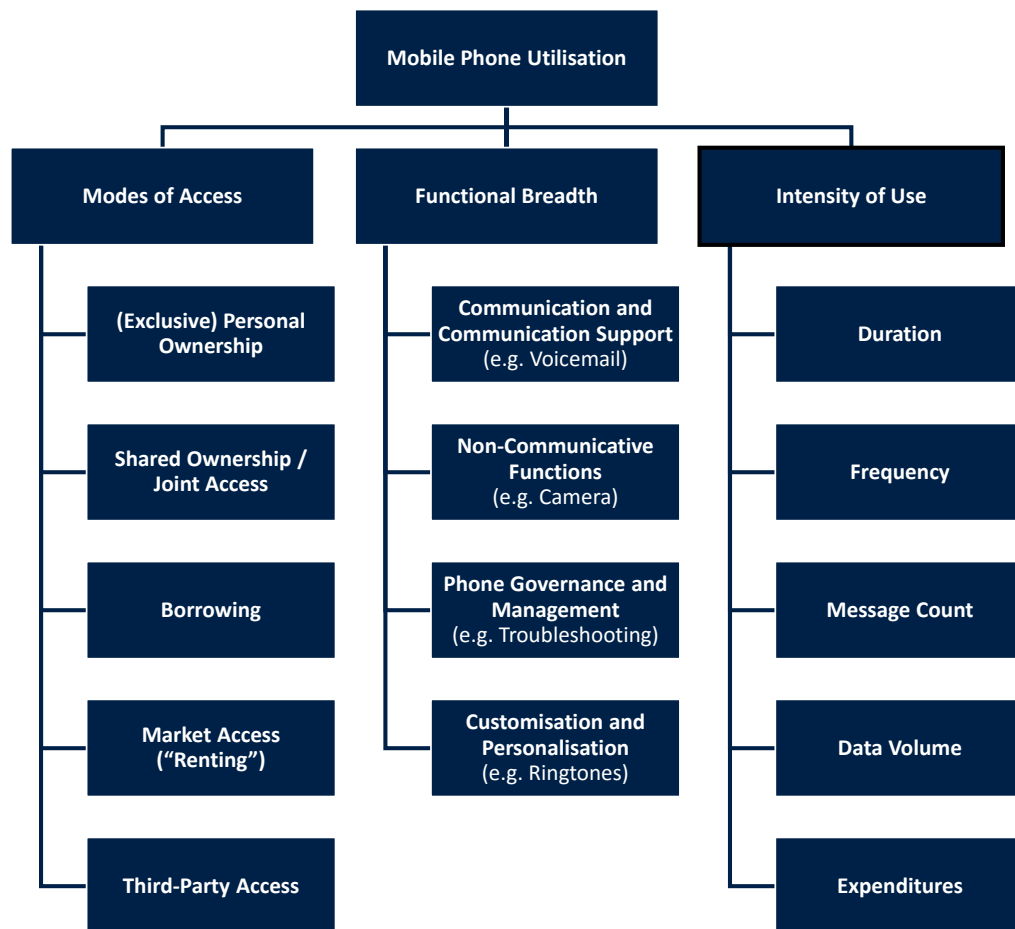 Mobile Phone Utilisation
Modes of Access
(Exclusive) Personal
Ownership
Shared Ownership /
Joint Access
Borrowing
Market Access
(“Renting”)
Third-Party Access
Functional Breadth
Communication and
Communication Support
(e.g. Voicemail)
Non-Communicative
Functions
(e.g. Camera)
Phone Governance and
Management
(e.g. Troubleshooting)
Customisation and
Personalisation
(e.g. Ringtones)
Intensity of Use
Duration
Frequency
Message Count
Data Volume
Expenditures